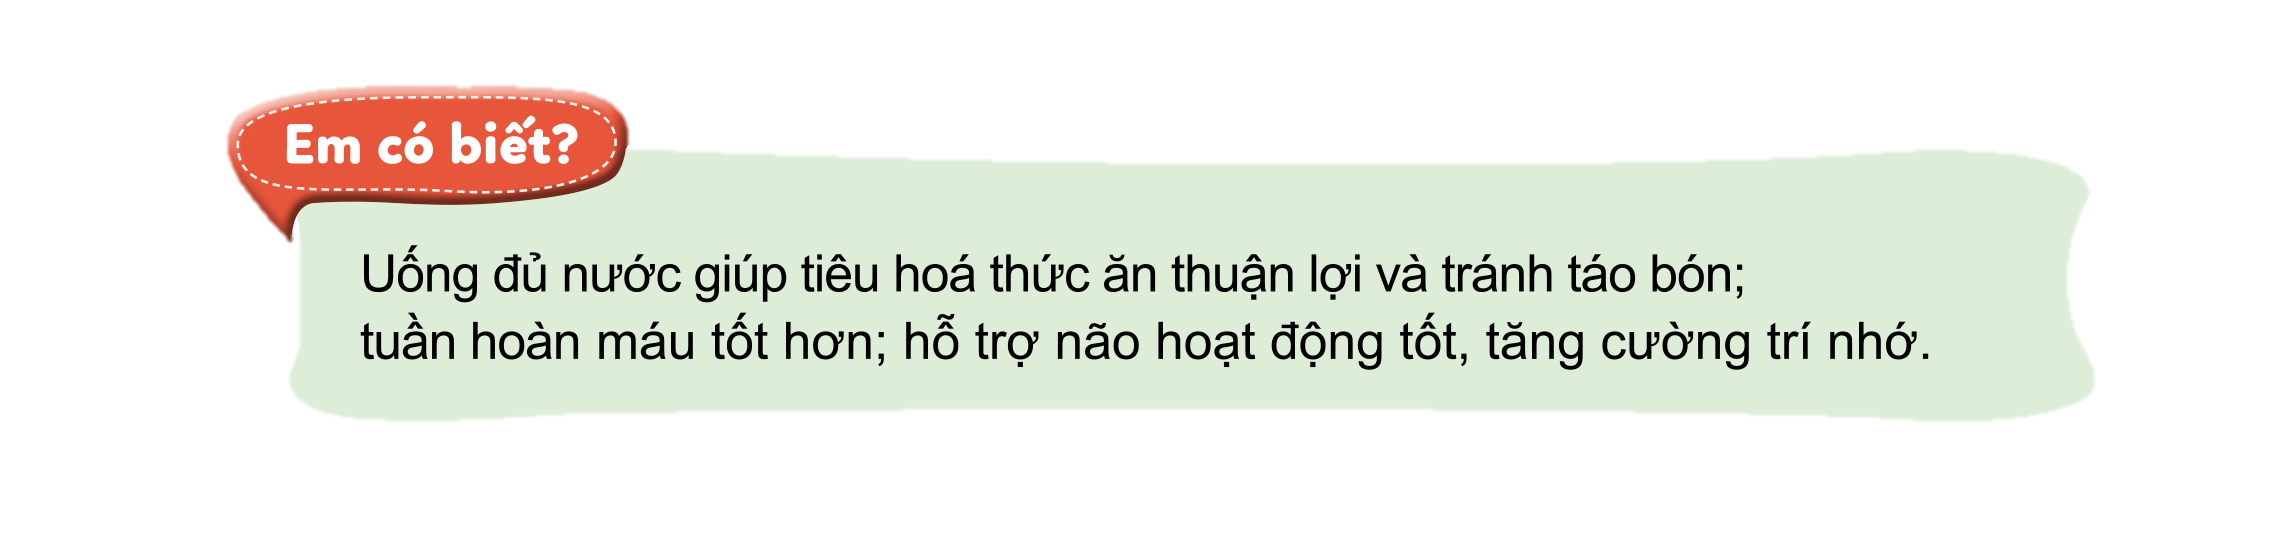 Em có biết?
Uống đủ nước giúp tiêu hoá thức ăn thuận lợi và tránh táo bón;
tuần hoàn máu tốt hơn; hỗ trợ não hoạt động tốt, tăng cường trí nhớ.